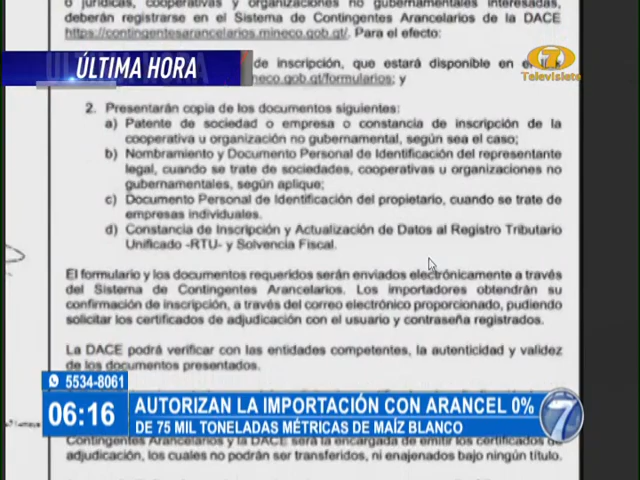 o jurídicas, cooperativas y organizaciones no gubernamentales interesadas,
deberán registrarse en el Sistema de Contingentes Arancelarios de la DACE
https://contingentesarancelarios.mineco.gob.gt/. Para el efecto:
ÚLTIMA HORA
de inscripción, que estará disponible en el
mineco.gob.gt/formularios; y
7
Televisiete
2. Presentarán copia de los documentos siguientes:
a) Patente de sociedad o empresa o constancia de inscripción de la
cooperativa u organización no gubernamental, según sea el caso;
b) Nombramiento y Documento Personal de Identificación del representante
legal, cuando se trate de sociedades, cooperativas u organizaciones no
gubernamentales, según aplique;
c) Documento Personal de Identificación del propietario, cuando se trate de
empresas individuales.
d) Constancia de Inscripción y Actualización de Datos al Registro Tributario
Unificado -RTU- y Solvencia Fiscal.
El formulario y los documentos requeridos serán enviados electrónicamente a través
del Sistema de Contingentes Arancelarios. Los importadores obtendrán su
confirmación de inscripción, a través del correo electrónico proporcionado, pudiendo
solicitar los certificados de adjudicación con el usuario y contraseña registrados.
La DACE podrá verificar con las entidades competentes, la autenticidad y validez
de los documentos presentados.
5534-8061
06:16
AUTORIZAN LA IMPORTACIÓN CON ARANCEL 0%
DE 75 MIL TONELADAS MÉTRICAS DE MAÍZ BLANCO
7
Contingentes Arancelarios y la DACE será la encargada de emitir los certificados de
adjudicación, los cuales no podrán ser transferidos, ni enajenados bajo ningún título.